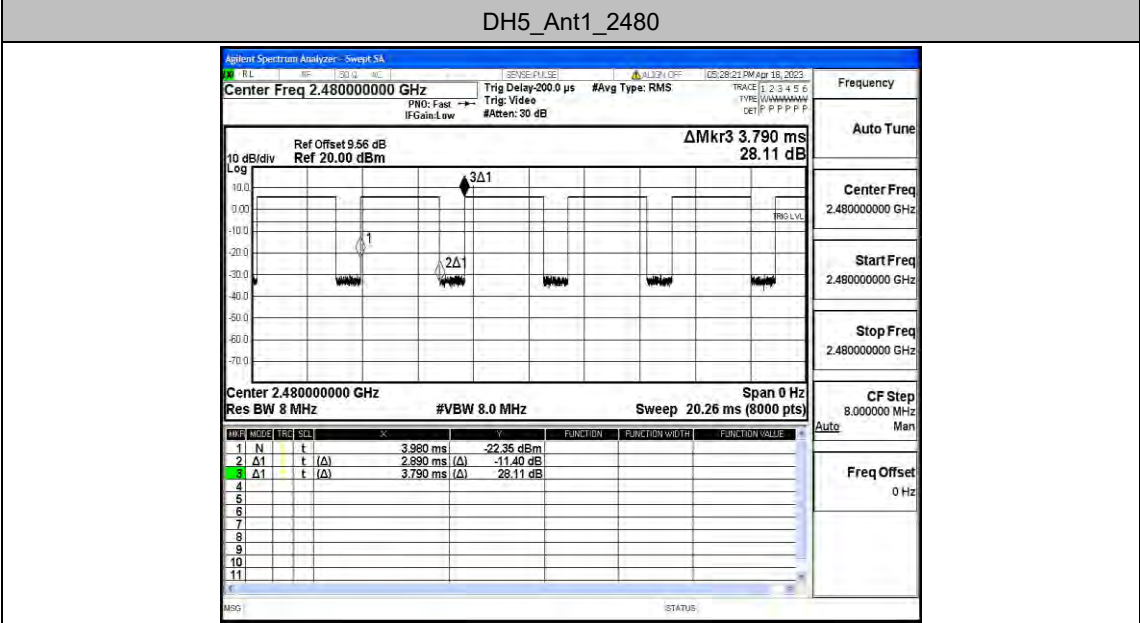 DH5_Ant1_2480
Agilent Spectrum Analyzer - Swept SA
RL RF 50 Ω AC SENSE:PULSE ALIGN OFF 05:28:21 PM Apr 18, 2023
Center Freq 2.480000000 GHz Trig Delay-200.0 µs #Avg Type: RMS TRACE 1 2 3 4 5 6
PNO: Fast Trig: Video TYPE WWWWWW
IFGain:Low #Atten: 30 dB DET P P P P P P
Frequency
Auto Tune
ΔMkr3 3.790 ms
Ref Offset 9.56 dB
10 dB/div Ref 20.00 dBm 28.11 dB
Log
10.0
0.00
-10.0
-20.0
-30.0
-40.0
-50.0
-60.0
-70.0
3Δ1
TRIG LVL
1
2Δ1
Center Freq
2.480000000 GHz
Start Freq
2.480000000 GHz
Stop Freq
2.480000000 GHz
Center 2.480000000 GHz Span 0 Hz
Res BW 8 MHz #VBW 8.0 MHz Sweep 20.26 ms (8000 pts)
CF Step
8.000000 MHz
Auto Man
MKR MODE TRC SCL X Y FUNCTION FUNCTION WIDTH FUNCTION VALUE
1 N t 3.980 ms -22.35 dBm
2 Δ1 t (Δ) 2.890 ms (Δ) -11.40 dB
3 Δ1 t (Δ) 3.790 ms (Δ) 28.11 dB
4
5
6
7
8
9
10
11
Freq Offset
0 Hz
MSG STATUS